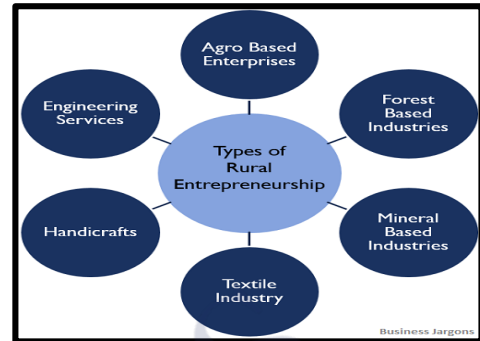 Agro Based
Enterprises
Engineering
Services
Forest
Based
Industries
Types of
Rural
Entrepreneurship
Handicrafts
Mineral
Based
Industries
Textile
Industry
Business Jargons